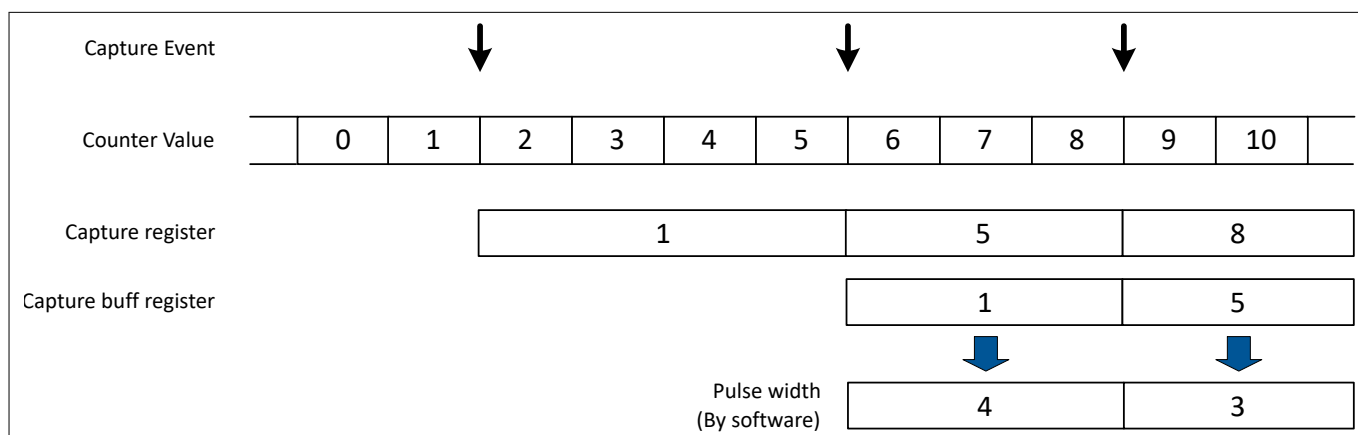 Capture Event
Counter Value 0 1 2 3 4 5 6 7 8 9 10
Capture register 1 5 8
Capture buff register 1 5
Pulse width
(By software) 4 3